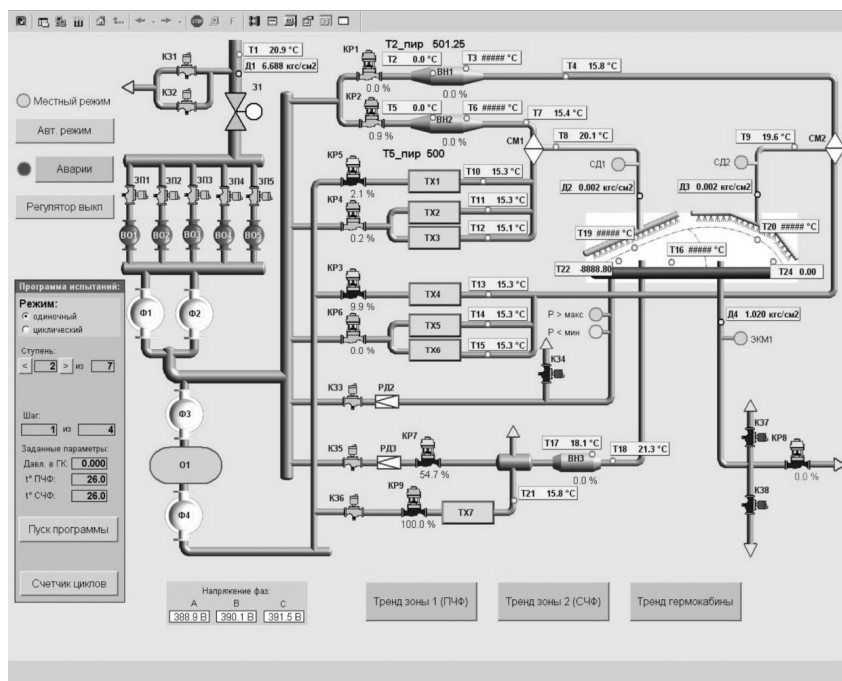 КЗ1
КЗ2
Т1 20.9 °C
Д1 6.688 кгс/см2
З1
Местный режим
Авт. режим
Аварии
Регулятор выкл
ЗП1 ЗП2 ЗП3 ЗП4 ЗП5
ВО1 ВО2 ВО3 ВО4 ВО5
Ф1 Ф2
Ф3
О1
Ф4
Программа испытаний:
Режим:
одиночный
циклический
Ступень:
< 2 > из 7
Шаг:
1 из 4
Заданные параметры:
Давл. в ГК: 0.000
t° ПЧФ: 26.0
t° СЧФ: 26.0
Пуск программы
Счетчик циклов
Напряжение фаз:
A B C
388.9 В 390.1 В 391.5 В
Тренд зоны 1 (ПЧФ)
Тренд зоны 2 (СЧФ)
Тренд гермокабины
КР1
Т2_пир 501.25
Т2 0.0 °C
Т3 ##### °C
Т4 15.8 °C
ВН1
0.0 %
0.0 %
КР2
Т5 0.0 °C
Т6 ##### °C
Т7 15.4 °C
ВН2
0.9 %
0.0 %
Т5_пир 500
СМ1
Т8 20.1 °C
Т9 19.6 °C
СМ2
СД1
СД2
Д2 0.002 кгс/см2
Д3 0.002 кгс/см2
КР5
2.1 %
ТХ1
Т10 15.3 °C
КР4
0.2 %
ТХ2
Т11 15.3 °C
ТХ3
Т12 15.1 °C
Т19 ##### °C
Т20 ##### °C
Т16 ##### °C
Т22 -8888.80
Т24 0.00
КР3
9.9 %
ТХ4
Т13 15.3 °C
КР6
0.0 %
ТХ5
Т14 15.3 °C
ТХ6
Т15 15.3 °C
Р > макс
Р < мин
Д4 1.020 кгс/см2
ЭКМ1
КЗ4
КЗ3
РД2
КЗ5
РД3
КР7
54.7 %
Т17 18.1 °C
ВН3
0.0 %
Т18 21.3 °C
КЗ6
КР9
100.0 %
ТХ7
Т21 15.8 °C
КЗ7
КР8
0.0 %
КЗ8